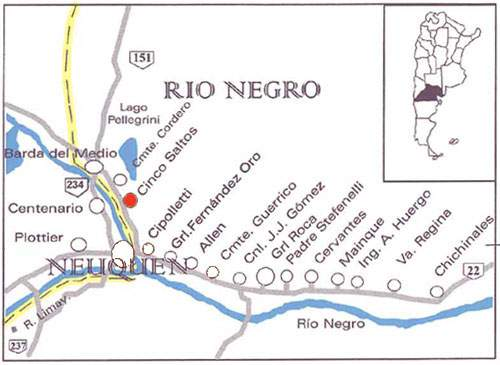 151
RIO NEGRO
Lago
Pellegrini
Cmte. Cordero
Barda del Medio
Cinco Saltos
234
Centenario
Cipolletti
Plottier
Grl. Fernández Oro
Allen
Cmte. Guerrico
Cnl. J.J. Gómez
Grl Roca
Padre Stefenelli
Cervantes
Mainque
Ing. A. Huergo
Va. Regina
Chichinales
NEUQUEN
22
R. Limay
Río Negro
237